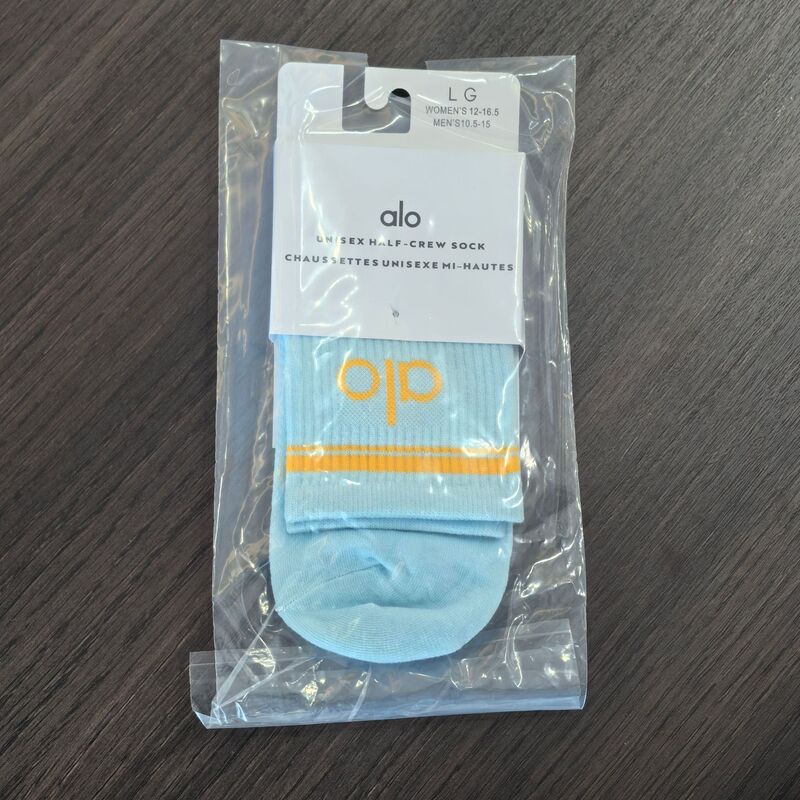 L G
WOMEN'S 12-16.5
MEN'S10.5-15
alo
UNISEX HALF-CREW SOCK
CHAUSSETTES UNISEXE MI-HAUTES
alo